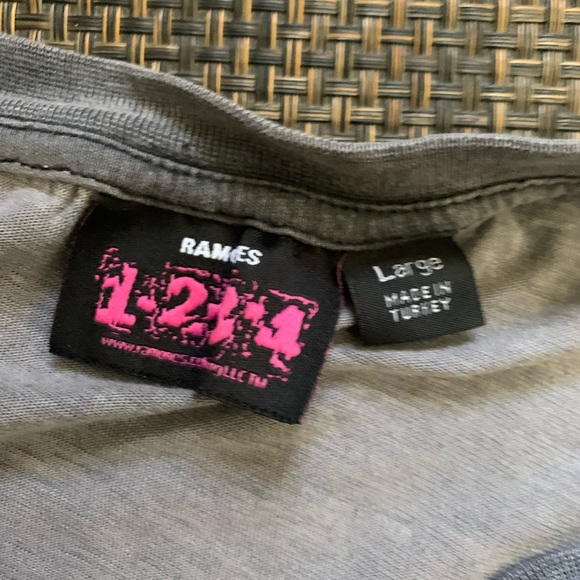 RAMONES
1-2-3-4
Large
MADE IN
TURKEY